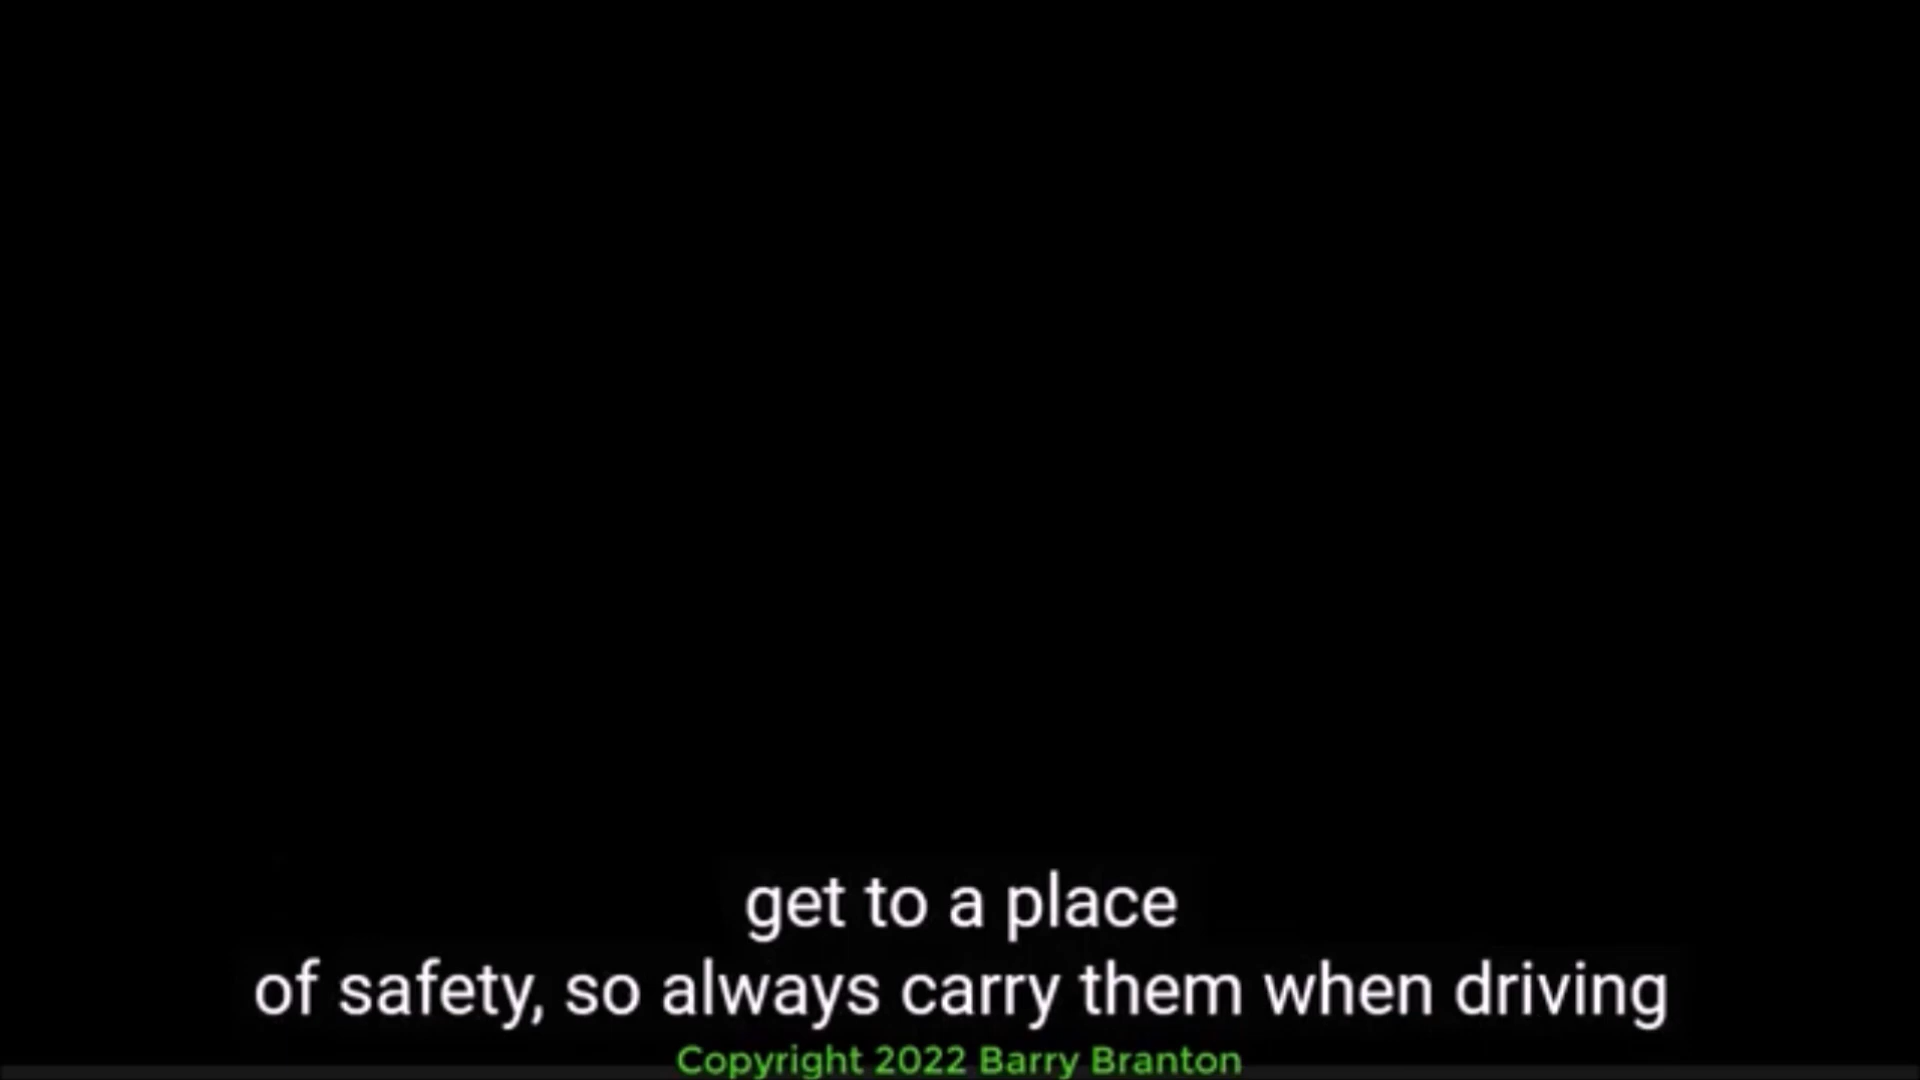 get to a place
of safety, so always carry them when driving
Copyright 2022 Barry Branton